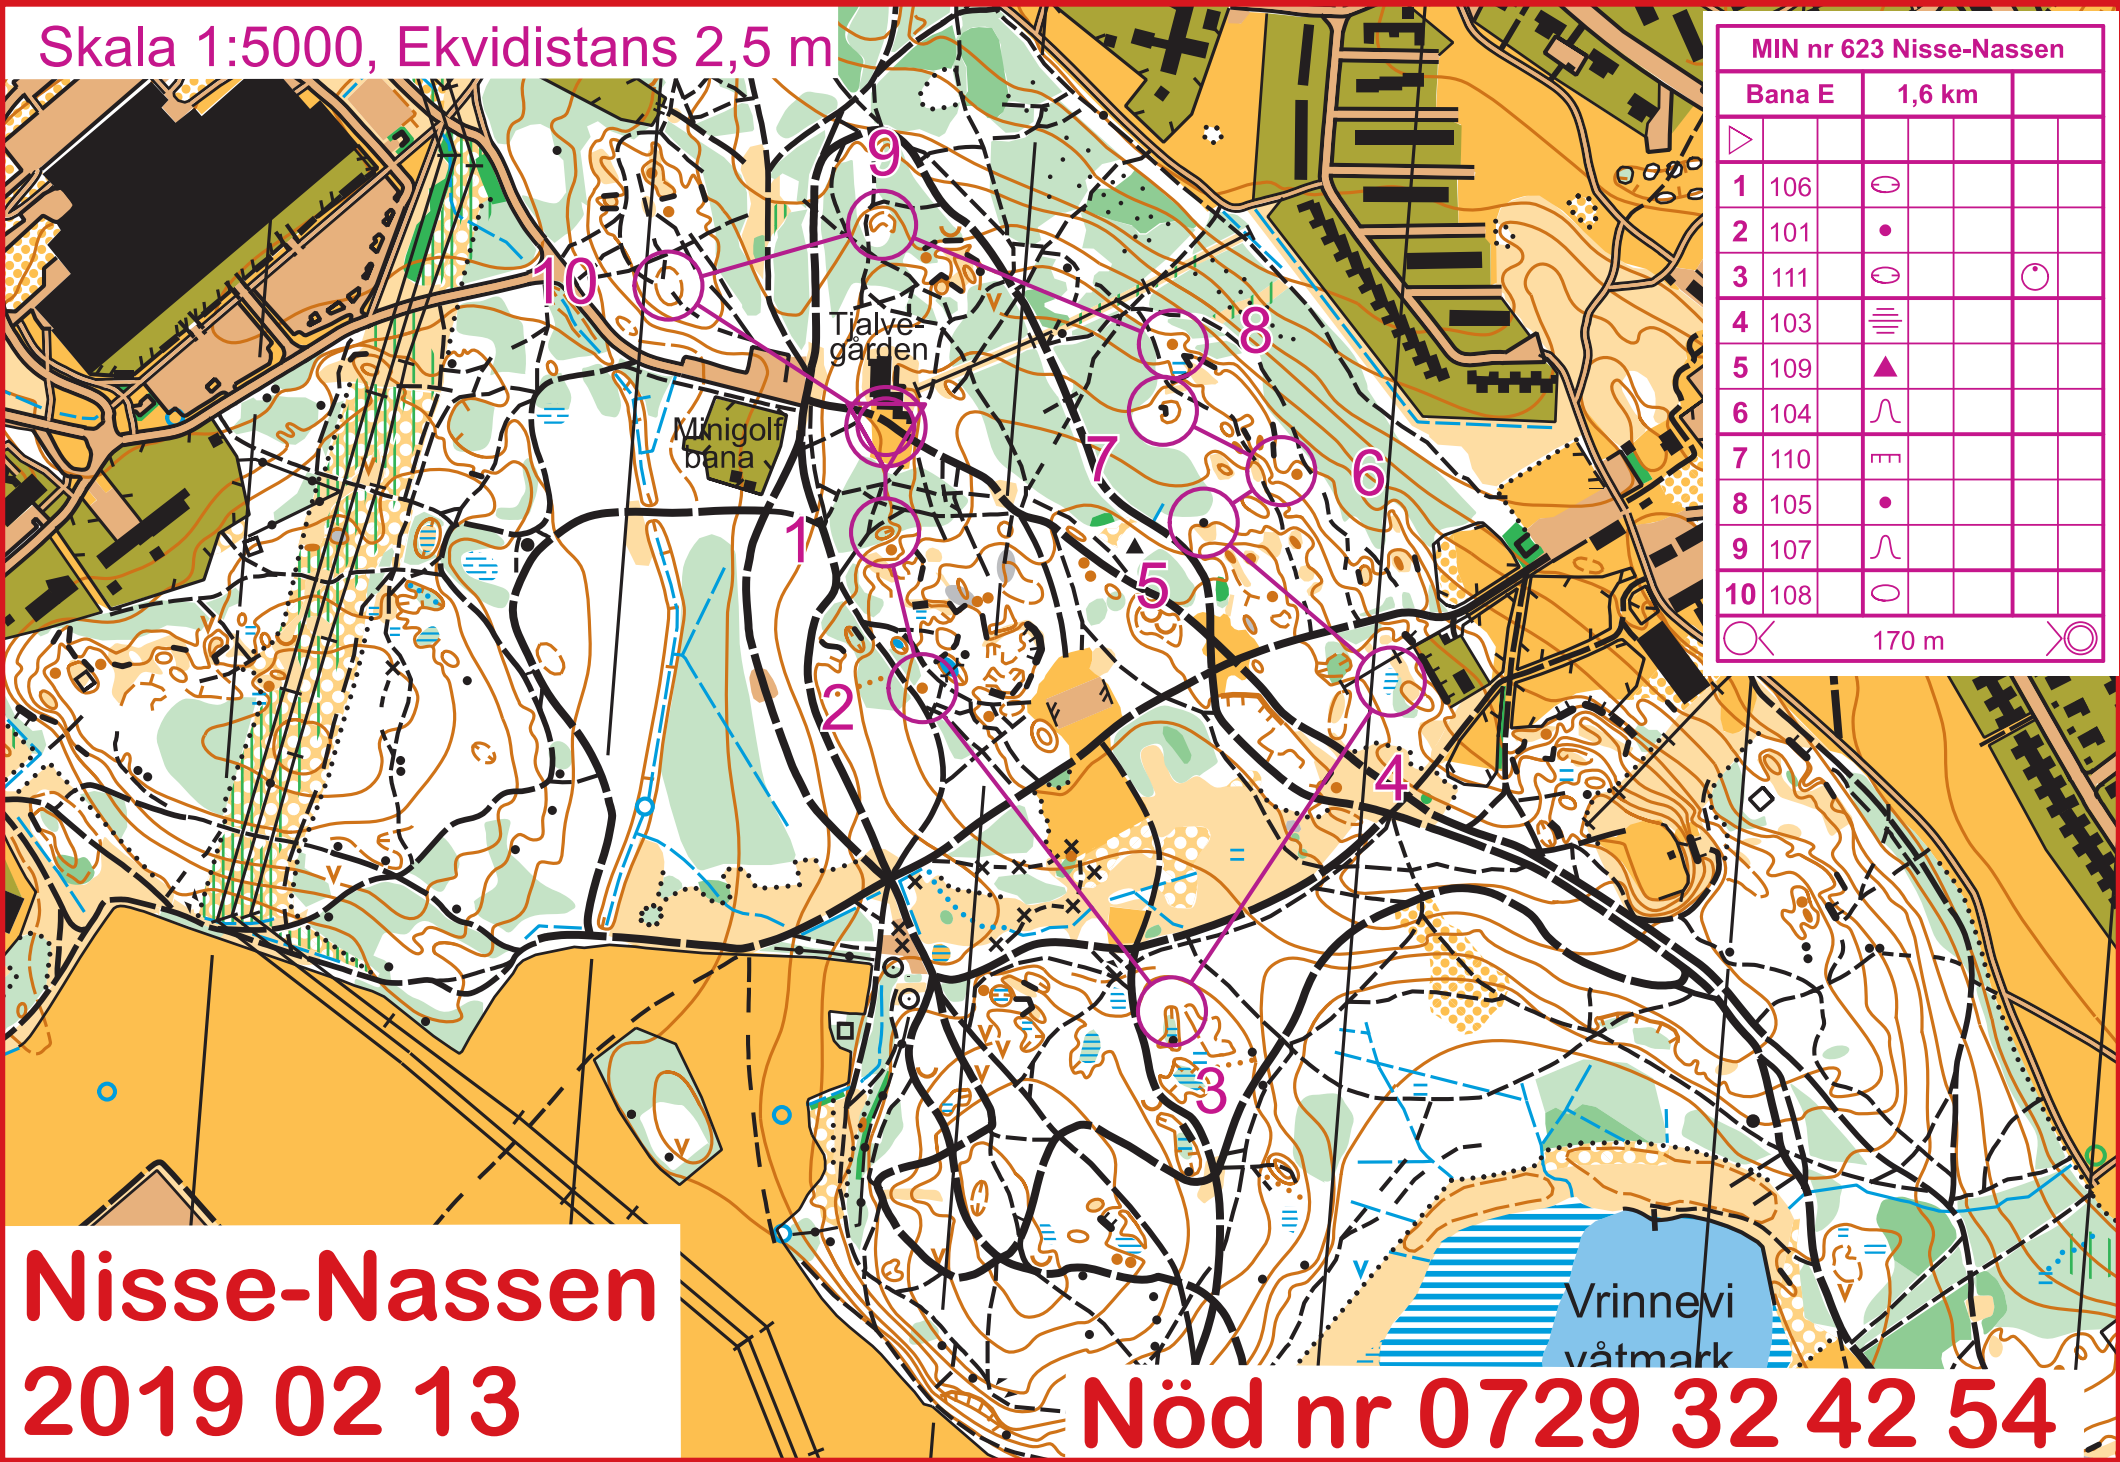 Skala 1:5000, Ekvidistans 2,5 m
MIN nr 623 Nisse-Nassen
Bana E 1,6 km
1 106
2 101
3 111
4 103
5 109
6 104
7 110
8 105
9 107
10 108
170 m
9
10
8
Tjalve-
gården
Minigolf
bana
7
6
1
5
2
4
3
Vrinnevi
våtmark
Nisse-Nassen
2019 02 13
Nöd nr 0729 32 42 54